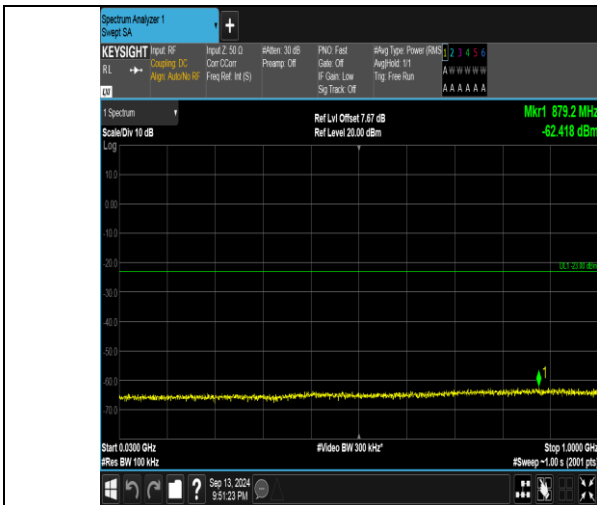 Spectrum Analyzer 1
Swept SA
+
KEYSIGHT
RL
Input: RF
Coupling: DC
Align: Auto/No RF
Input Z: 50 Ω
Corr CCorr
Freq Ref: Int (S)
#Atten: 30 dB
Preamp: Off
PNO: Fast
Gate: Off
IF Gain: Low
Sig Track: Off
#Avg Type: Power (RMS
Avg|Hold: 1/1
Trig: Free Run
1 2 3 4 5 6
A W W W W W
A A A A A A
LXI
1 Spectrum
Scale/Div 10 dB
Log
Ref Lvl Offset 7.67 dB
Ref Level 20.00 dBm
Mkr1 879.2 MHz
-62.418 dBm
10.0
0.00
-10.0
-20.0
DL1 -23.00 dBm
-30.0
-40.0
-50.0
1
-60.0
-70.0
Start 0.0300 GHz
#Res BW 100 kHz
#Video BW 300 kHz*
Stop 1.0000 GHz
#Sweep ~1.00 s (2001 pts)
?
Sep 13, 2024
9:51:23 PM